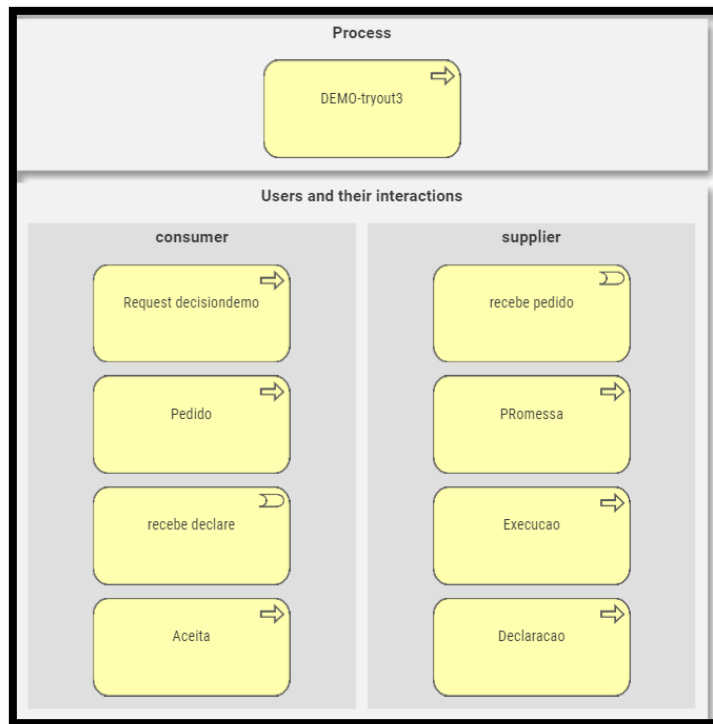 Process
DEMO-tryout3
Users and their interactions
consumer
Request decisiondemo
Pedido
recebe declare
Aceita
supplier
recebe pedido
PRomessa
Execucao
Declaracao